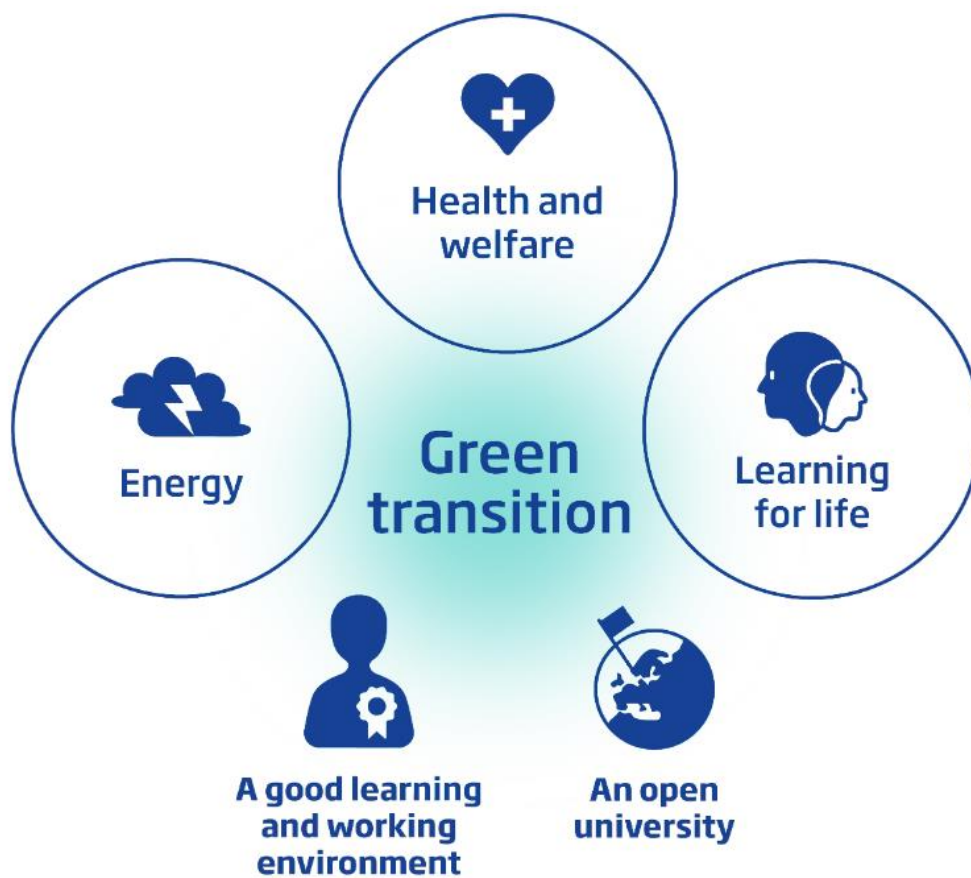 Health and
welfare
Energy
Green
transition
Learning
for life
A good learning
and working
environment
An open
university